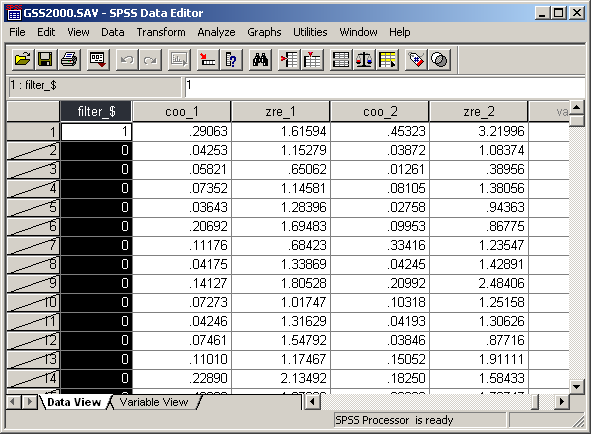 GSS2000.SAV - SPSS Data Editor
File Edit View Data Transform Analyze Graphs Utilities Window Help
1 : filter_$ 1
filter_$ coo_1 zre_1 coo_2 zre_2 va
1 1 .29063 1.61594 .45323 3.21996
2 0 .04253 1.15279 .03872 1.08374
3 0 .05821 .65062 .01261 .38956
4 0 .07352 1.14581 .08105 1.38056
5 0 .03643 1.28396 .02758 .94363
6 0 .20692 1.69483 .09953 .86775
7 0 .11176 .68423 .33416 1.23547
8 0 .04175 1.33869 .04245 1.42891
9 0 .14127 1.80528 .20992 2.48406
10 0 .07273 1.01747 .10318 1.25158
11 0 .04246 1.31629 .04193 1.30626
12 0 .07461 1.54792 .03846 .87716
13 0 .11010 1.17467 .15052 1.91111
14 0 .22890 2.13492 .18250 1.58433
Data View Variable View
SPSS Processor is ready